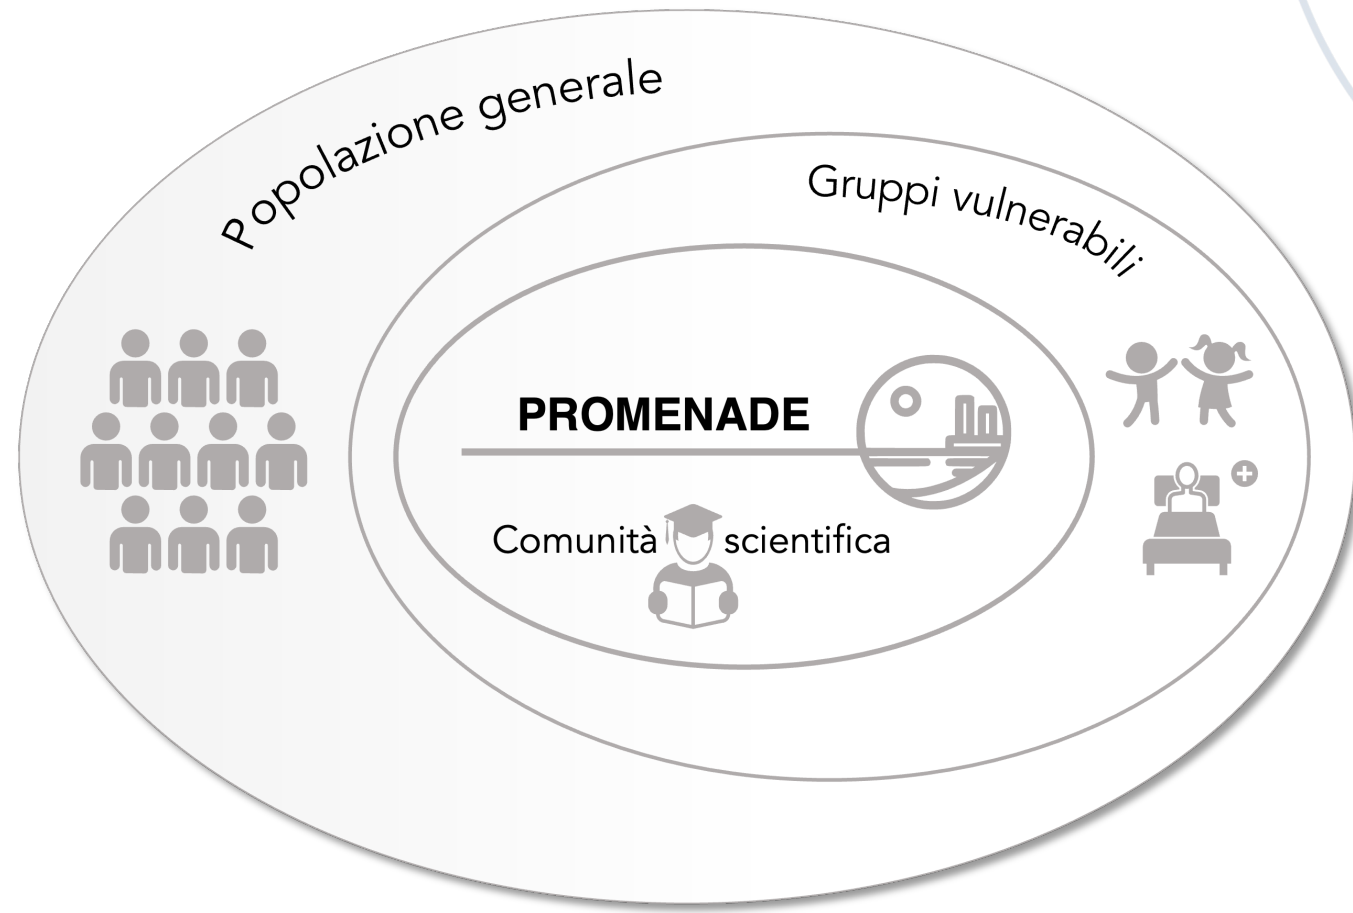 Popolazione generale
Gruppi vulnerabili
PROMENADE
Comunità scientifica